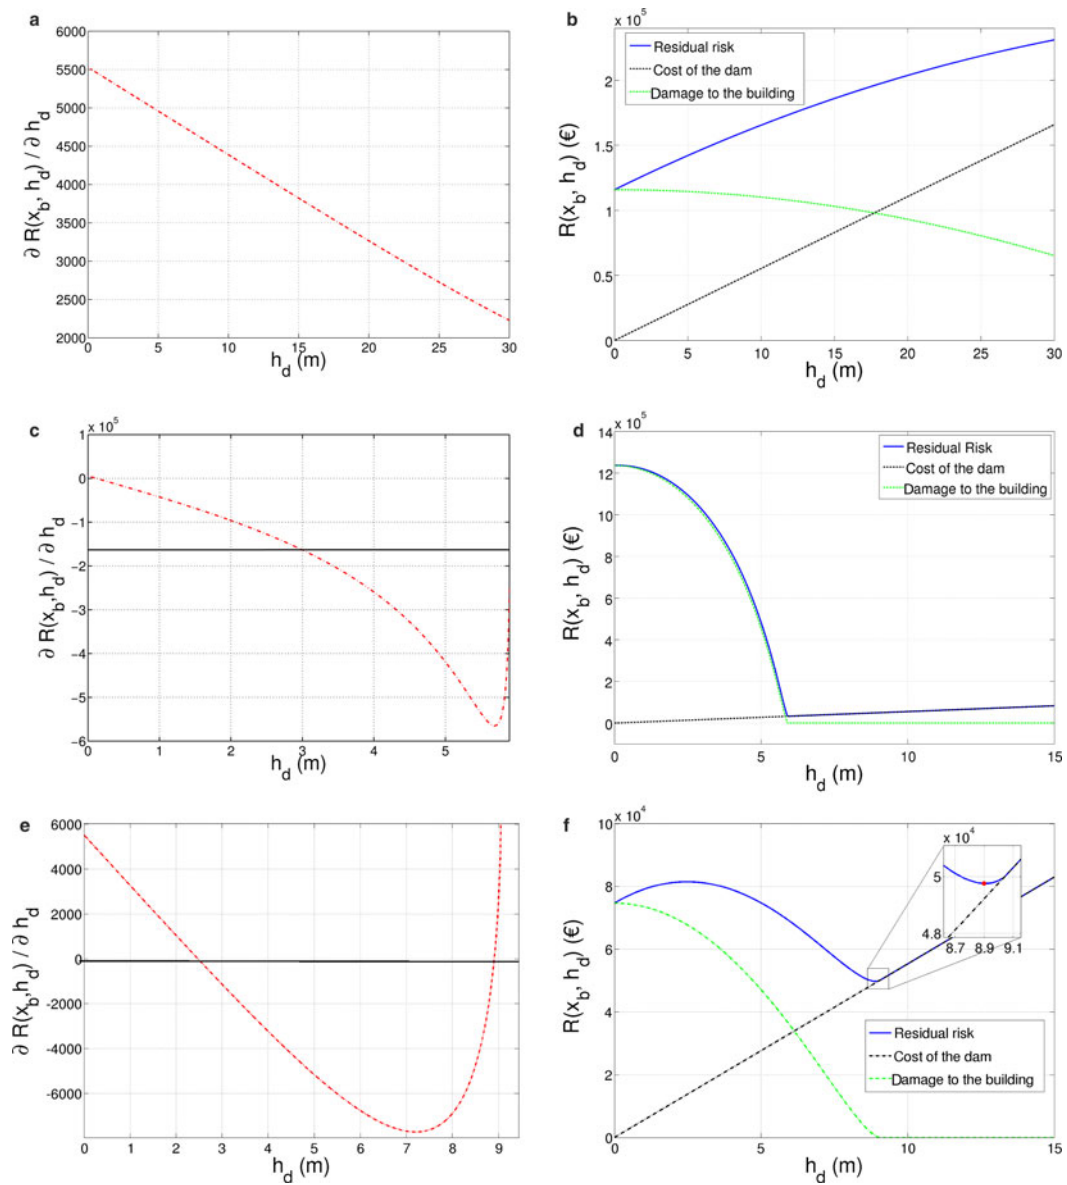 a
6000
5500
5000
4500
4000
3500
3000
2500
2000
0 5 10 15 20 25 30
h_d (m)
∂ R(x_b, h_d) / ∂ h_d
b
x 10^5
2
1.5
1
0.5
0
0 5 10 15 20 25 30
h_d (m)
R(x_b, h_d) (€)
Residual risk
Cost of the dam
Damage to the building
c
x 10^5
1
0
−1
−2
−3
−4
−5
−6
0 1 2 3 4 5
h_d (m)
∂ R(x_b,h_d) / ∂ h_d
d
x 10^5
14
12
10
8
6
4
2
0
0 5 10 15
h_d (m)
R(x_b, h_d) (€)
Residual Risk
Cost of the dam
Damage to the building
e
6000
4000
2000
0
-2000
-4000
-6000
0 1 2 3 4 5 6 7 8 9
h_d (m)
∂ R(x_b,h_d) / ∂ h_d
f
x 10^4
10
8
6
4
2
0
0 5 10 15
h_d (m)
R(x_b, h_d) (€)
x 10^4
5
4.8
8.7 8.9 9.1
Residual risk
Cost of the dam
Damage to the building